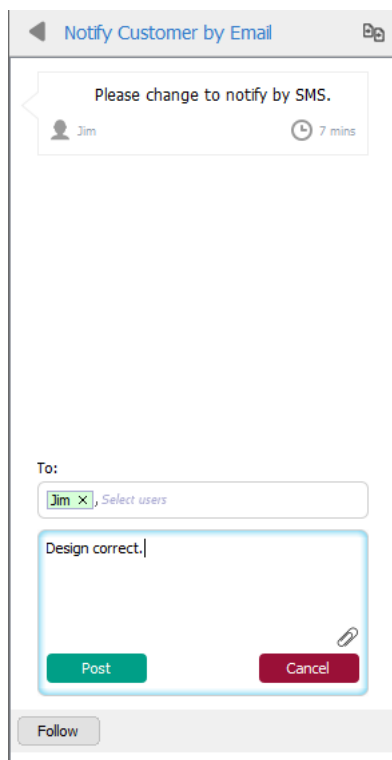 Notify Customer by Email
Please change to notify by SMS.
Jim
7 mins
To:
Jim ×, Select users
Design correct.
Post
Cancel
Follow